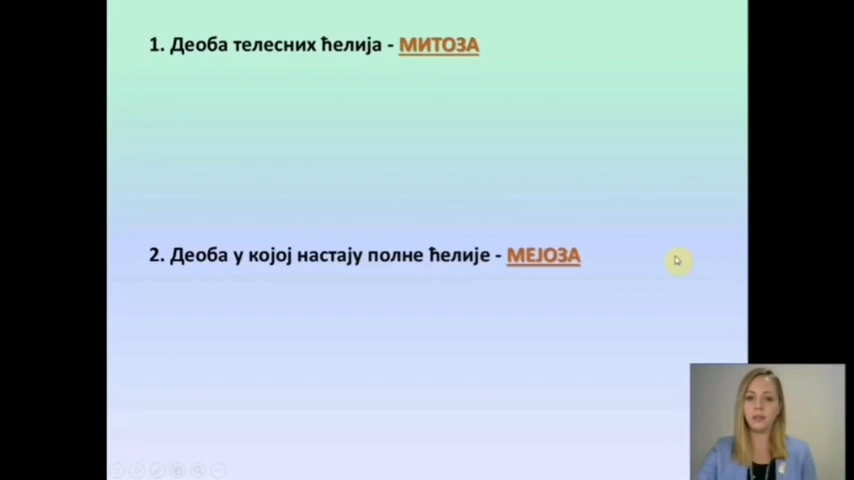 1. Деоба телесних ћелија - МИТОЗА
2. Деоба у којој настају полне ћелије - МЕЈОЗА